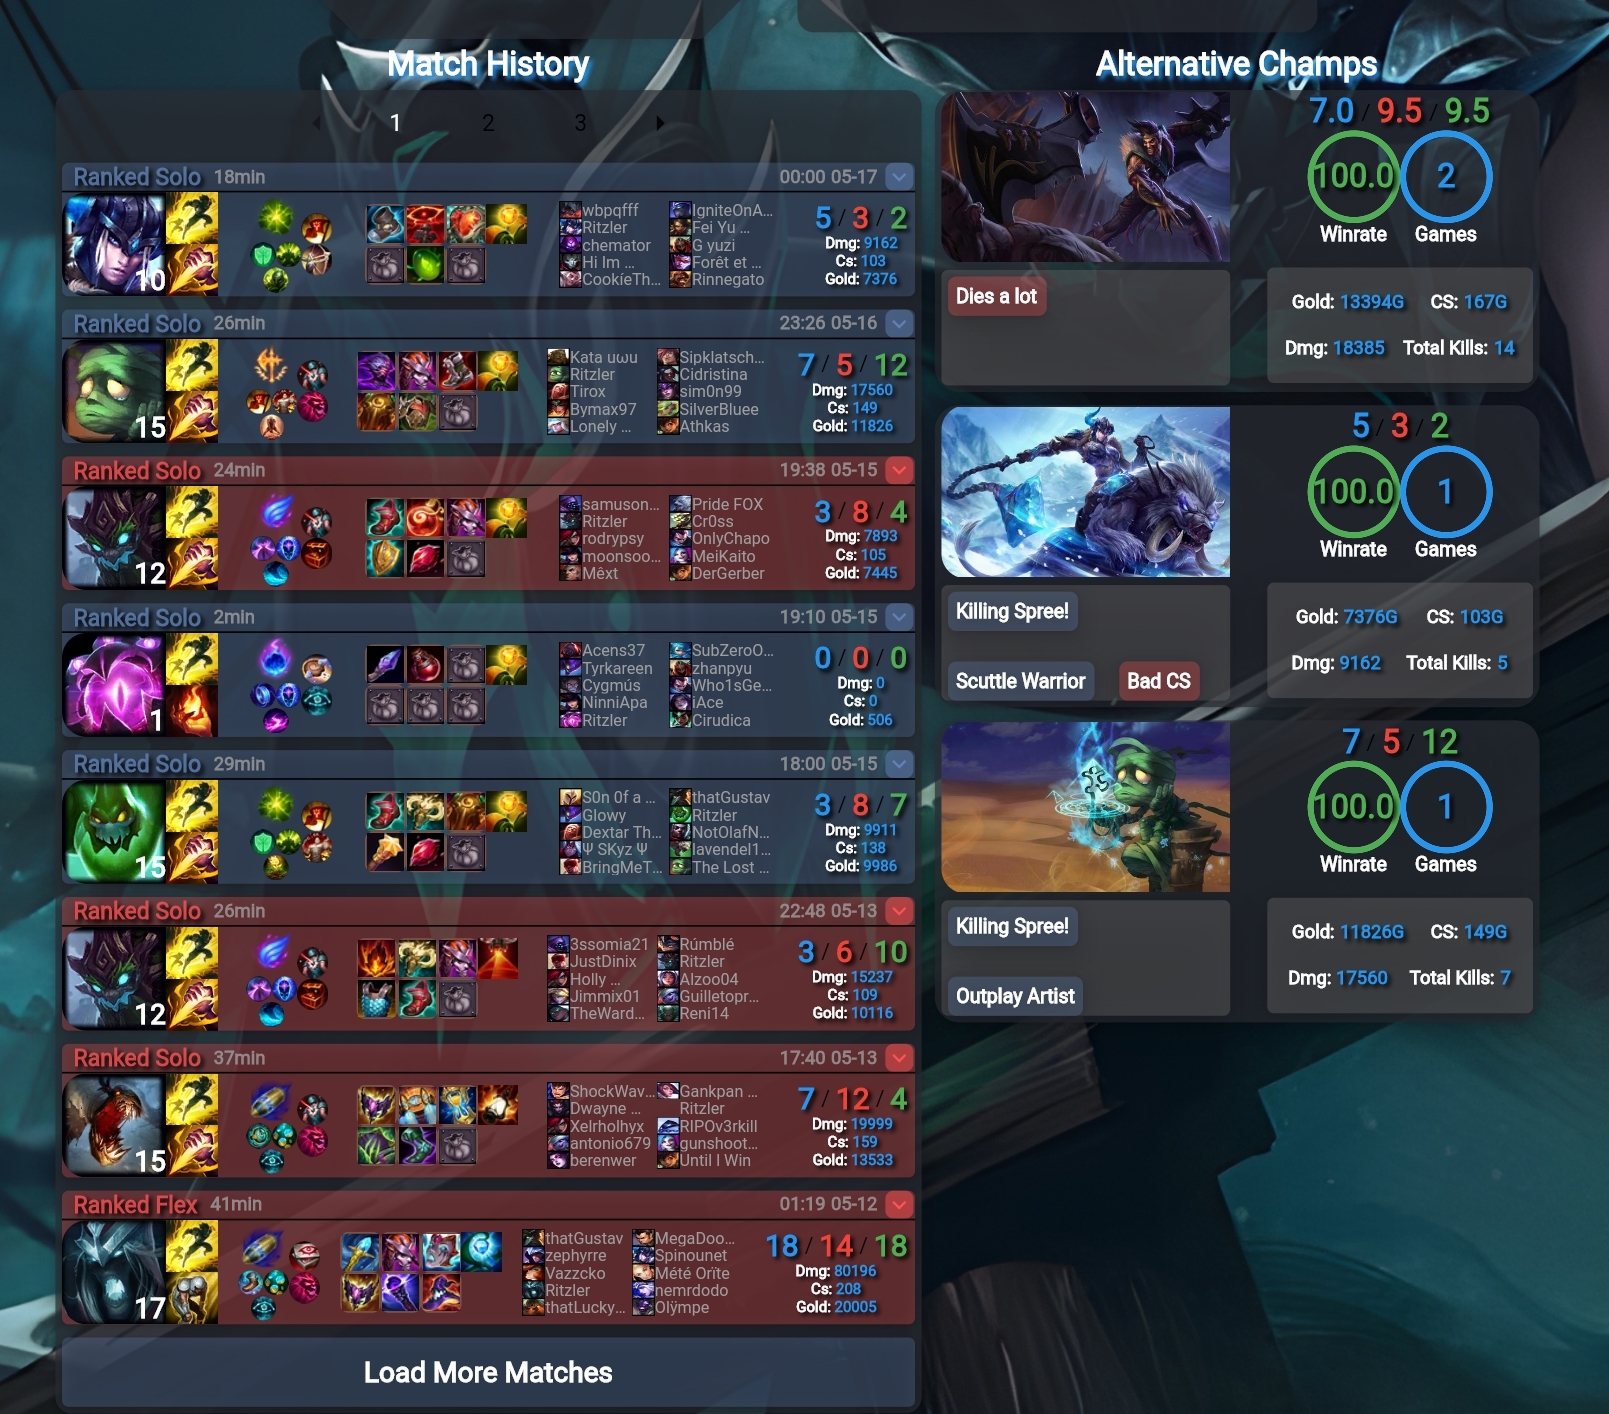 Match History
1 2 3
Ranked Solo 18min 00:00 05-17
10
wbpqfff IgniteOnA...
Ritzler Fei Yu ...
chemator G yuzi
Hi Im ... Forêt et ...
CookieTh... Rinnegato
5 / 3 / 2
Dmg: 9162
Cs: 103
Gold: 7376
Ranked Solo 26min 23:26 05-16
15
Kata uωu Sipklatsch...
Ritzler Cidristina
Tirox sim0n99
Bymax97 SilverBluee
Lonely ... Athkas
7 / 5 / 12
Dmg: 17560
Cs: 149
Gold: 11826
Ranked Solo 24min 19:38 05-15
12
samuson... Pride FOX
Ritzler Cr0ss
rodrypsy OnlyChapo
moonsoo... MeiKaito
Mêxt DerGerber
3 / 8 / 4
Dmg: 7893
Cs: 105
Gold: 7445
Ranked Solo 2min 19:10 05-15
1
Acens37 SubZeroO...
Tyrkareen zhanpyu
Cygmús Who1sGe...
NinniApa iAce
Ritzler Cirudica
0 / 0 / 0
Dmg: 0
Cs: 0
Gold: 506
Ranked Solo 29min 18:00 05-15
15
S0n 0f a ... thatGustav
Glowy Ritzler
Dextar Th... NotOlafN...
Ψ SKyz Ψ lavendel1...
BringMeT... The Lost ...
3 / 8 / 7
Dmg: 9911
Cs: 138
Gold: 9986
Ranked Solo 26min 22:48 05-13
12
3ssomia21 Rúmblé
JustDinix Ritzler
Holly ... Alzoo04
Jimmix01 Guilletopr...
TheWard... Reni14
3 / 6 / 10
Dmg: 15237
Cs: 109
Gold: 10116
Ranked Solo 37min 17:40 05-13
15
ShockWav... Gankpan ...
Dwayne ... Ritzler
Xelrholhyx RIPOv3rkill
antonio679 gunshoot...
berenwer Until I Win
7 / 12 / 4
Dmg: 19999
Cs: 159
Gold: 13533
Ranked Flex 41min 01:19 05-12
17
thatGustav MegaDoo...
zephyrre Spinounet
Vazzcko Mété Orïte
Ritzler nemrdodo
thatLucky... Olÿmpe
18 / 14 / 18
Dmg: 80196
Cs: 208
Gold: 20005
Load More Matches
Alternative Champs
7.0 / 9.5 / 9.5
100.0 2
Winrate Games
Dies a lot
Gold: 13394G CS: 167G
Dmg: 18385 Total Kills: 14
5 / 3 / 2
100.0 1
Winrate Games
Killing Spree!
Scuttle Warrior Bad CS
Gold: 7376G CS: 103G
Dmg: 9162 Total Kills: 5
7 / 5 / 12
100.0 1
Winrate Games
Killing Spree!
Outplay Artist
Gold: 11826G CS: 149G
Dmg: 17560 Total Kills: 7